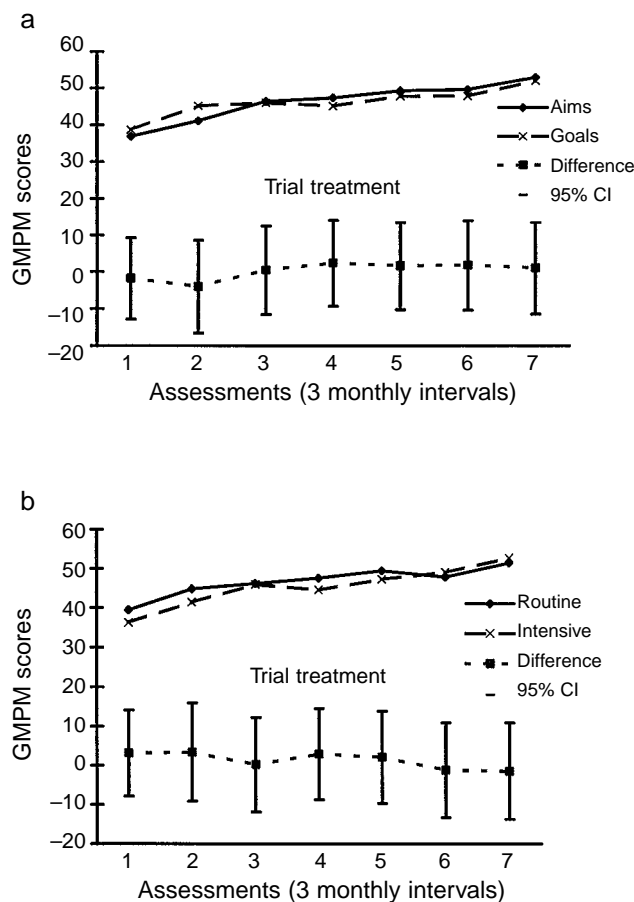 a
60
50
40
30
20
10
0
–10
–20
GMPM scores
Trial treatment
Aims
Goals
Difference
95% CI
1 2 3 4 5 6 7
Assessments (3 monthly intervals)
b
60
50
40
30
20
10
0
–10
–20
GMPM scores
Trial treatment
Routine
Intensive
Difference
95% CI
1 2 3 4 5 6 7
Assessments (3 monthly intervals)